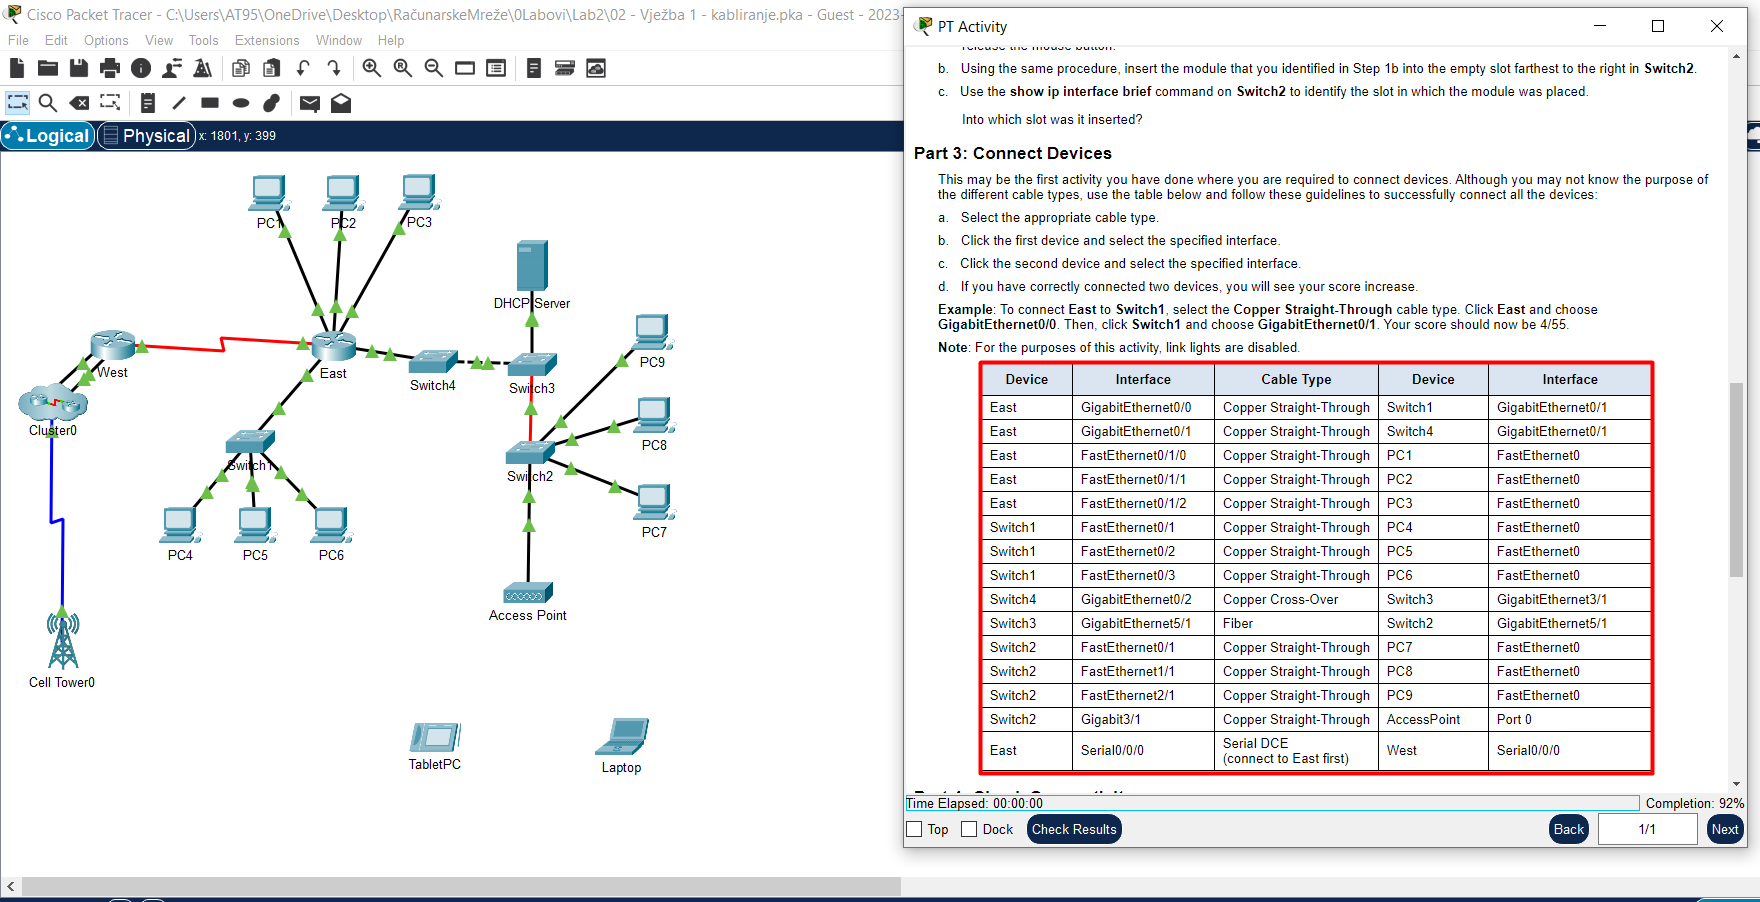 Cisco Packet Tracer - C:\Users\AT95\OneDrive\Desktop\RačunarskeMreže\0Labovi\Lab2\02 - Vježba 1 - kabliranje.pka - Guest - 2023-
File Edit Options View Tools Extensions Window Help
Logical Physical x: 1801, y: 399
PC1 PC2 PC3
DHCP Server
West East Switch4 Switch3 PC9
Cluster0
Switch1 Switch2 PC8
PC4 PC5 PC6 PC7
Access Point
Cell Tower0
TabletPC Laptop
PT Activity
release the mouse button.
b. Using the same procedure, insert the module that you identified in Step 1b into the empty slot farthest to the right in Switch2.
c. Use the show ip interface brief command on Switch2 to identify the slot in which the module was placed.
Into which slot was it inserted?
Part 3: Connect Devices
This may be the first activity you have done where you are required to connect devices. Although you may not know the purpose of
the different cable types, use the table below and follow these guidelines to successfully connect all the devices:
a. Select the appropriate cable type.
b. Click the first device and select the specified interface.
c. Click the second device and select the specified interface.
d. If you have correctly connected two devices, you will see your score increase.
Example: To connect East to Switch1, select the Copper Straight-Through cable type. Click East and choose
GigabitEthernet0/0. Then, click Switch1 and choose GigabitEthernet0/1. Your score should now be 4/55.
Note: For the purposes of this activity, link lights are disabled.
Device Interface Cable Type Device Interface
East GigabitEthernet0/0 Copper Straight-Through Switch1 GigabitEthernet0/1
East GigabitEthernet0/1 Copper Straight-Through Switch4 GigabitEthernet0/1
East FastEthernet0/1/0 Copper Straight-Through PC1 FastEthernet0
East FastEthernet0/1/1 Copper Straight-Through PC2 FastEthernet0
East FastEthernet0/1/2 Copper Straight-Through PC3 FastEthernet0
Switch1 FastEthernet0/1 Copper Straight-Through PC4 FastEthernet0
Switch1 FastEthernet0/2 Copper Straight-Through PC5 FastEthernet0
Switch1 FastEthernet0/3 Copper Straight-Through PC6 FastEthernet0
Switch4 GigabitEthernet0/2 Copper Cross-Over Switch3 GigabitEthernet3/1
Switch3 GigabitEthernet5/1 Fiber Switch2 GigabitEthernet5/1
Switch2 FastEthernet0/1 Copper Straight-Through PC7 FastEthernet0
Switch2 FastEthernet1/1 Copper Straight-Through PC8 FastEthernet0
Switch2 FastEthernet2/1 Copper Straight-Through PC9 FastEthernet0
Switch2 Gigabit3/1 Copper Straight-Through AccessPoint Port 0
East Serial0/0/0 Serial DCE
(connect to East first) West Serial0/0/0
Time Elapsed: 00:00:00 Completion: 92%
Top Dock Check Results Back 1/1 Next